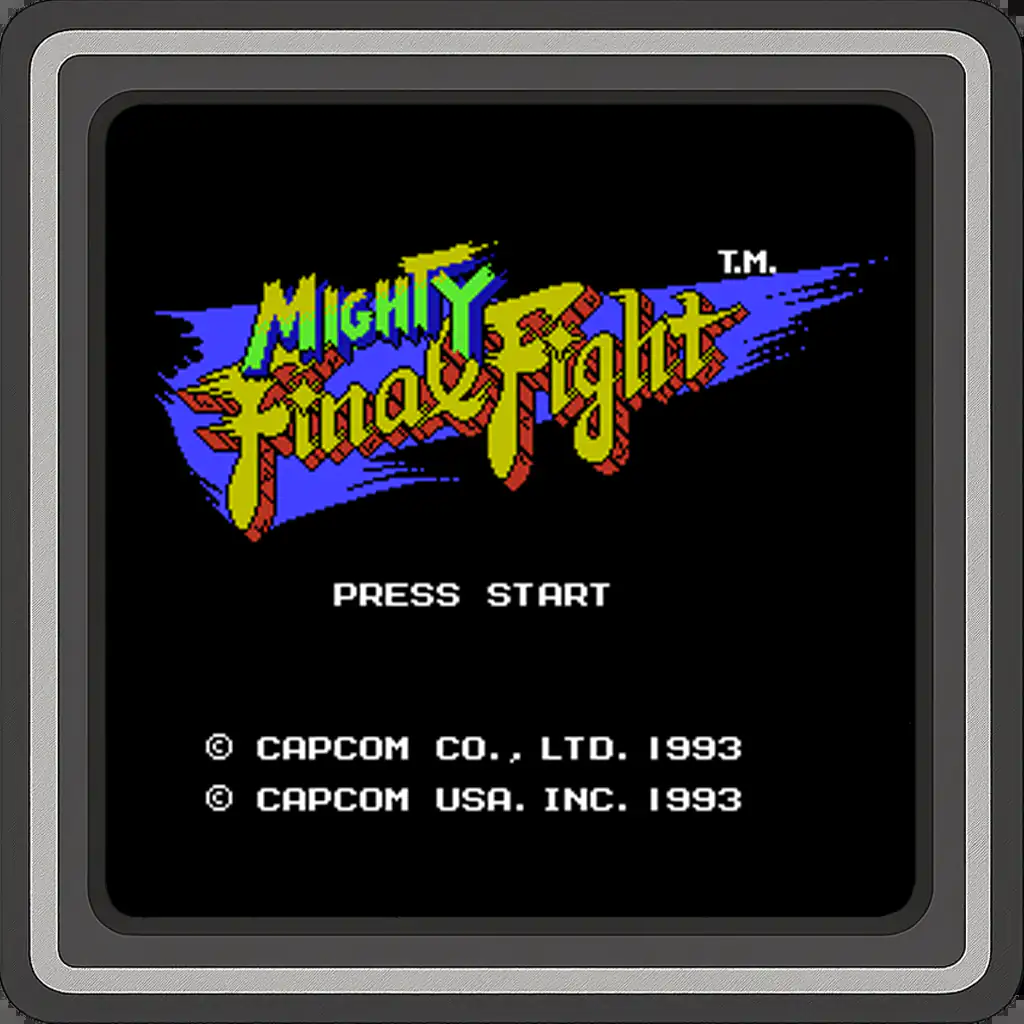 T.M.
MIGHTY
Final Fight
PRESS START
© CAPCOM CO., LTD. 1993
© CAPCOM USA. INC. 1993